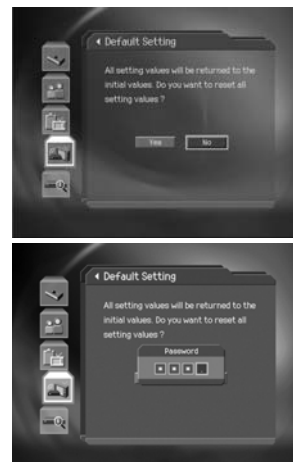 Default Setting
All setting values will be returned to the
initial values. Do you want to reset all
setting values ?
Yes No
Default Setting
All setting values will be returned to the
initial values. Do you want to reset all
setting values ?
Password
* * *